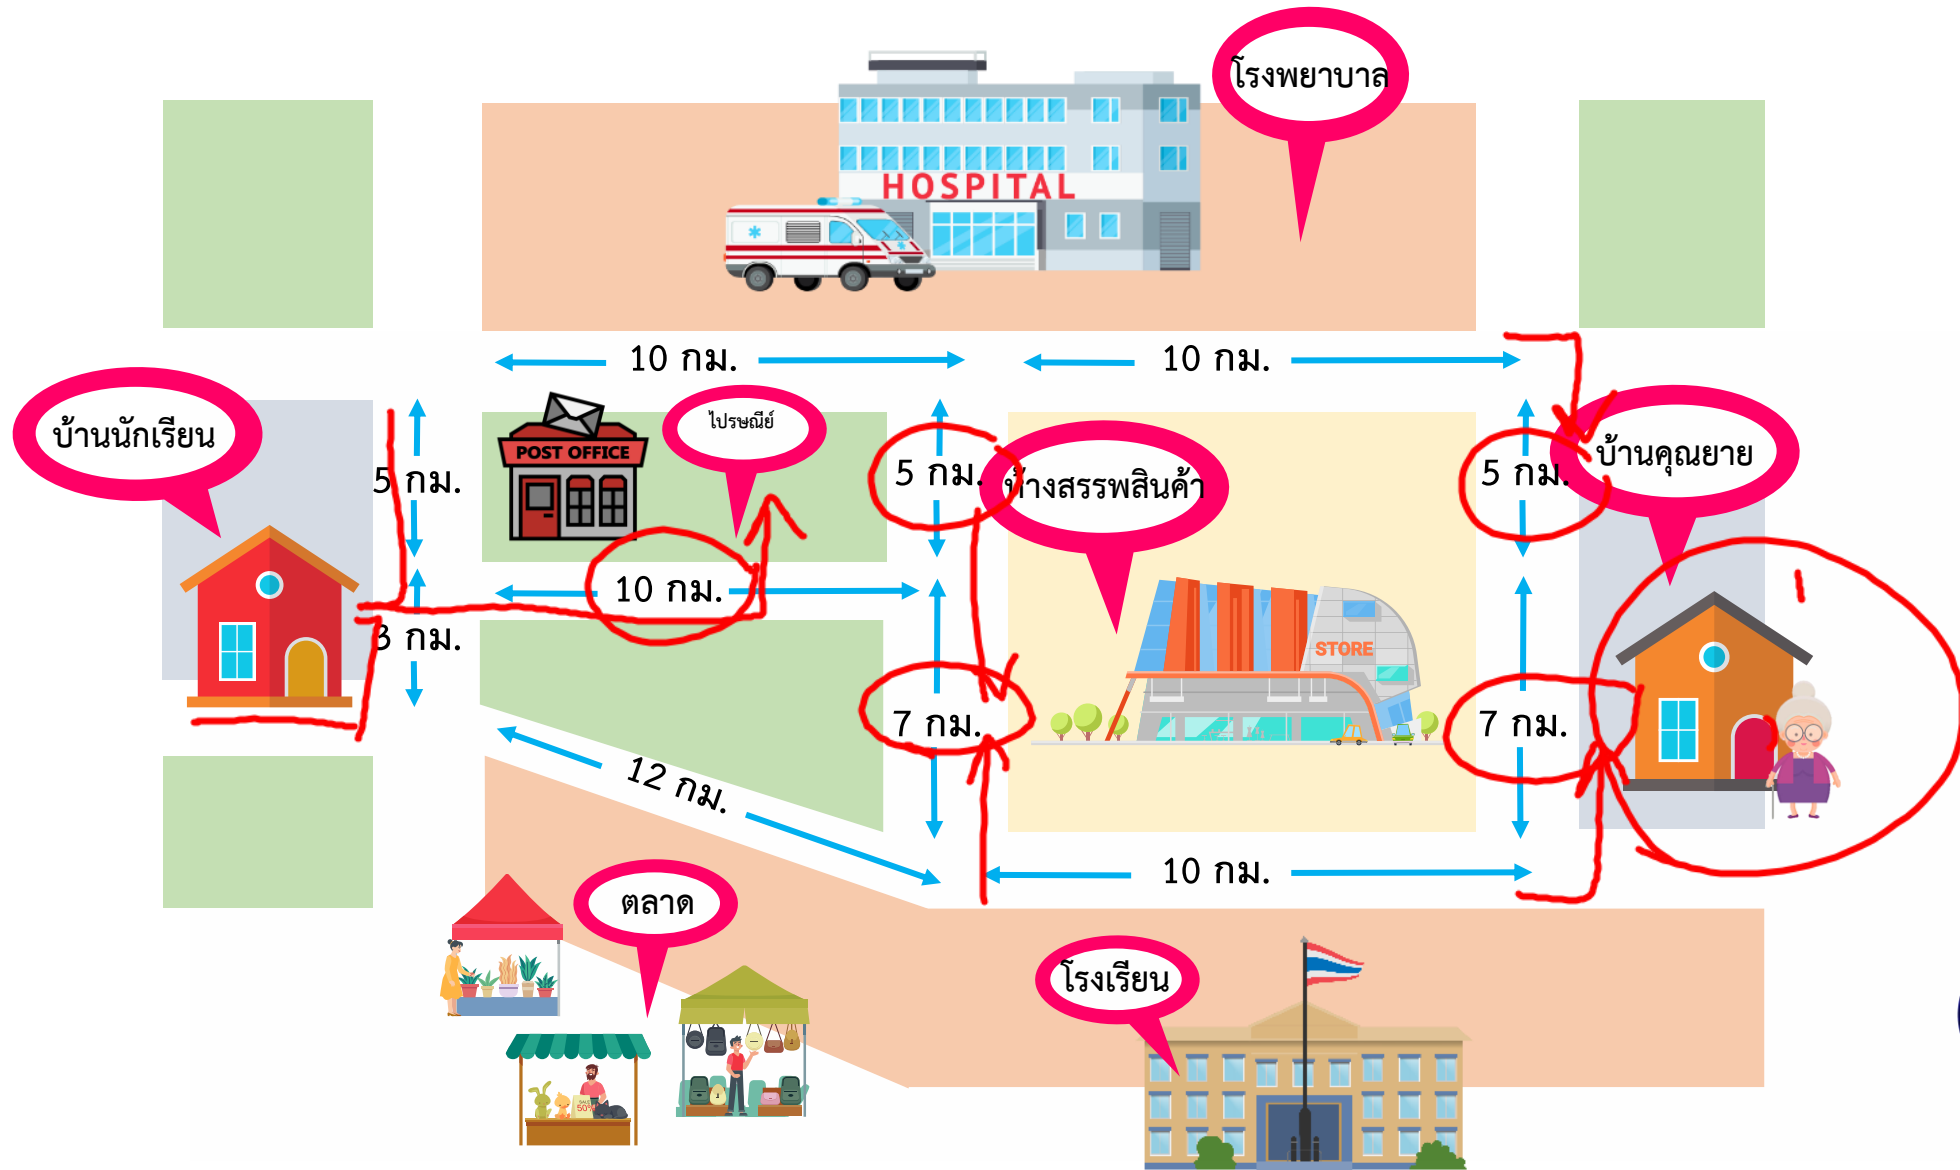 โรงพยาบาล
HOSPITAL
10 กม.
10 กม.
บ้านนักเรียน
ไปรษณีย์
POST OFFICE
5 กม.
5 กม.
ห้างสรรพสินค้า
5 กม.
บ้านคุณยาย
10 กม.
3 กม.
STORE
7 กม.
7 กม.
12 กม.
10 กม.
ตลาด
โรงเรียน
50%